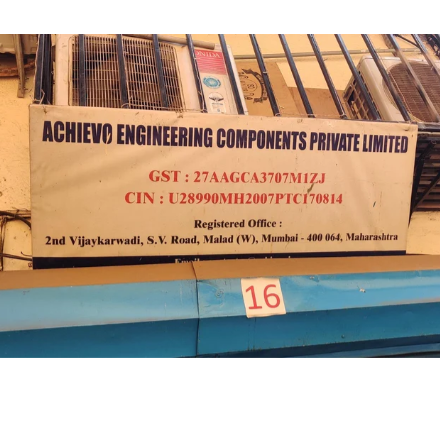 ACHIEVO ENGINEERING COMPONENTS PRIVATE LIMITED
GST : 27AAGCA3707M1ZJ
CIN : U28990MH2007PTC170814
Registered Office :
2nd Vijaykarwadi, S.V. Road, Malad (W), Mumbai - 400 064, Maharashtra
16